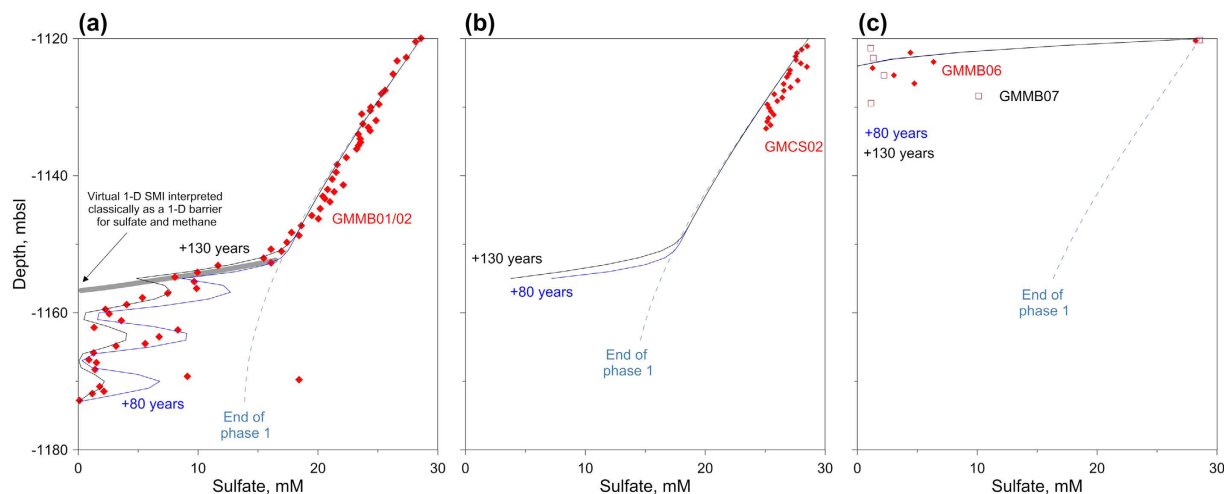 (a)
(b)
(c)
-1120
-1130
-1140
-1160
-1180
Depth, mbsl
Virtual 1-D SMI interpreted
classically as a 1-D barrier
for sulfate and methane
+130 years
GMMB01/02
+80 years
End of
phase 1
0
10
20
30
Sulfate, mM
GMCS02
+130 years
+80 years
End of
phase 1
0
10
20
30
Sulfate, mM
GMMB06
GMMB07
+80 years
+130 years
End of
phase 1
0
10
20
30
Sulfate, mM